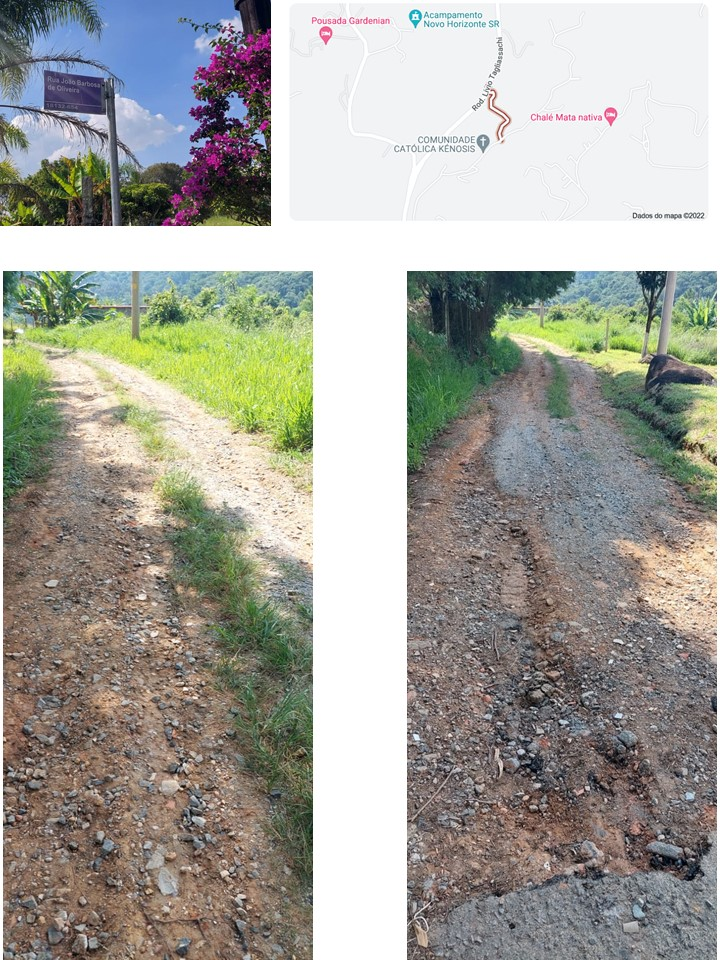 Rua João Barbosa
de Oliveira
Pousada Gardenian
Acampamento
Novo Horizonte SR
Rod. Livio Tagliassachi
Chalé Mata nativa
COMUNIDADE
CATÓLICA KÉNOSIS
Dados do mapa ©2022